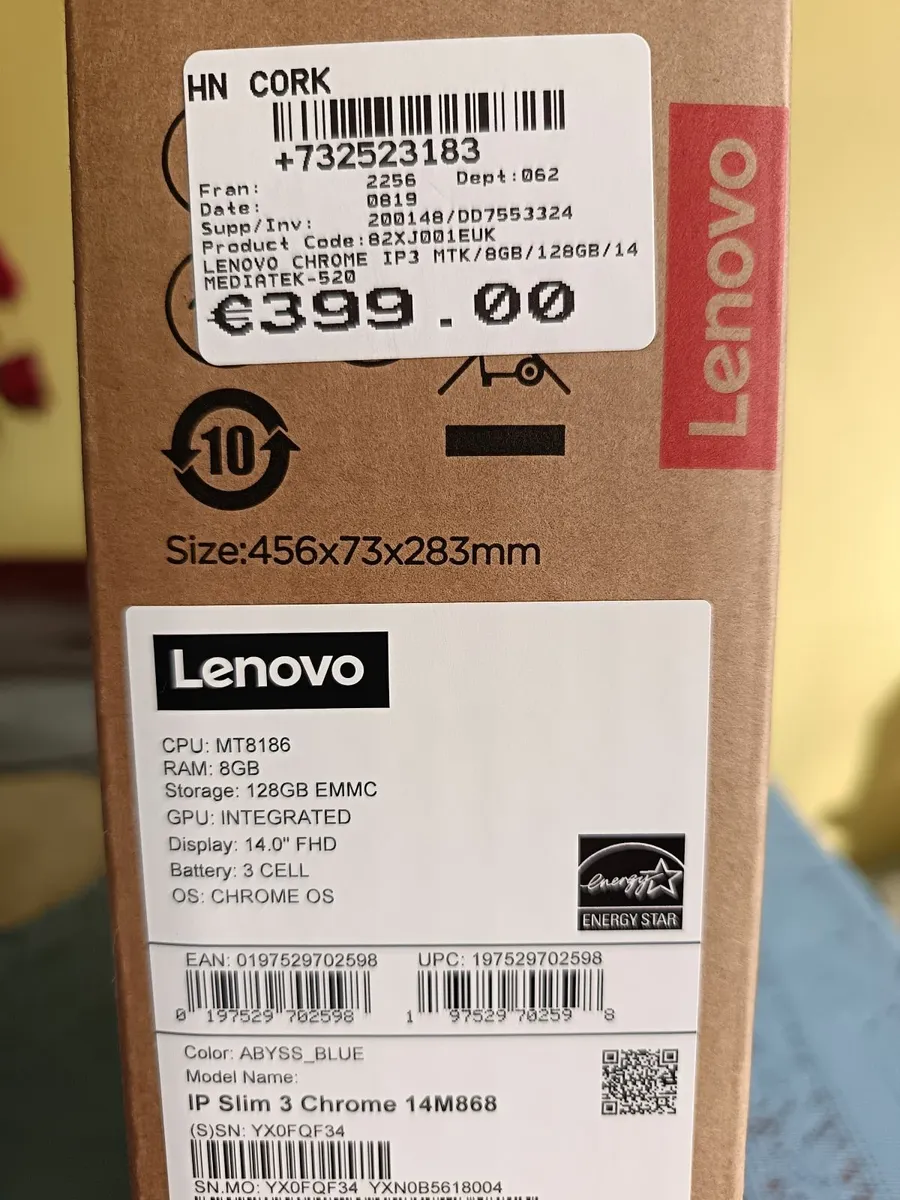 HN CORK
+732523183
Fran: 2256 Dept:062
Date: 0819
Supp/Inv: 200148/DD7553324
Product Code:82XJ001EUK
LENOVO CHROME IP3 MTK/8GB/128GB/14
MEDIATEK-520
€399.00
Lenovo
10
Size:456x73x283mm
Lenovo
CPU: MT8186
RAM: 8GB
Storage: 128GB EMMC
GPU: INTEGRATED
Display: 14.0" FHD
Battery: 3 CELL
OS: CHROME OS
energy
ENERGY STAR
EAN: 0197529702598 UPC: 197529702598
0 197529 702598 1 97529 70259 8
Color: ABYSS_BLUE
Model Name:
IP Slim 3 Chrome 14M868
(S)SN: YX0FQF34
SN.MO: YX0FQF34 YXN0B5618004